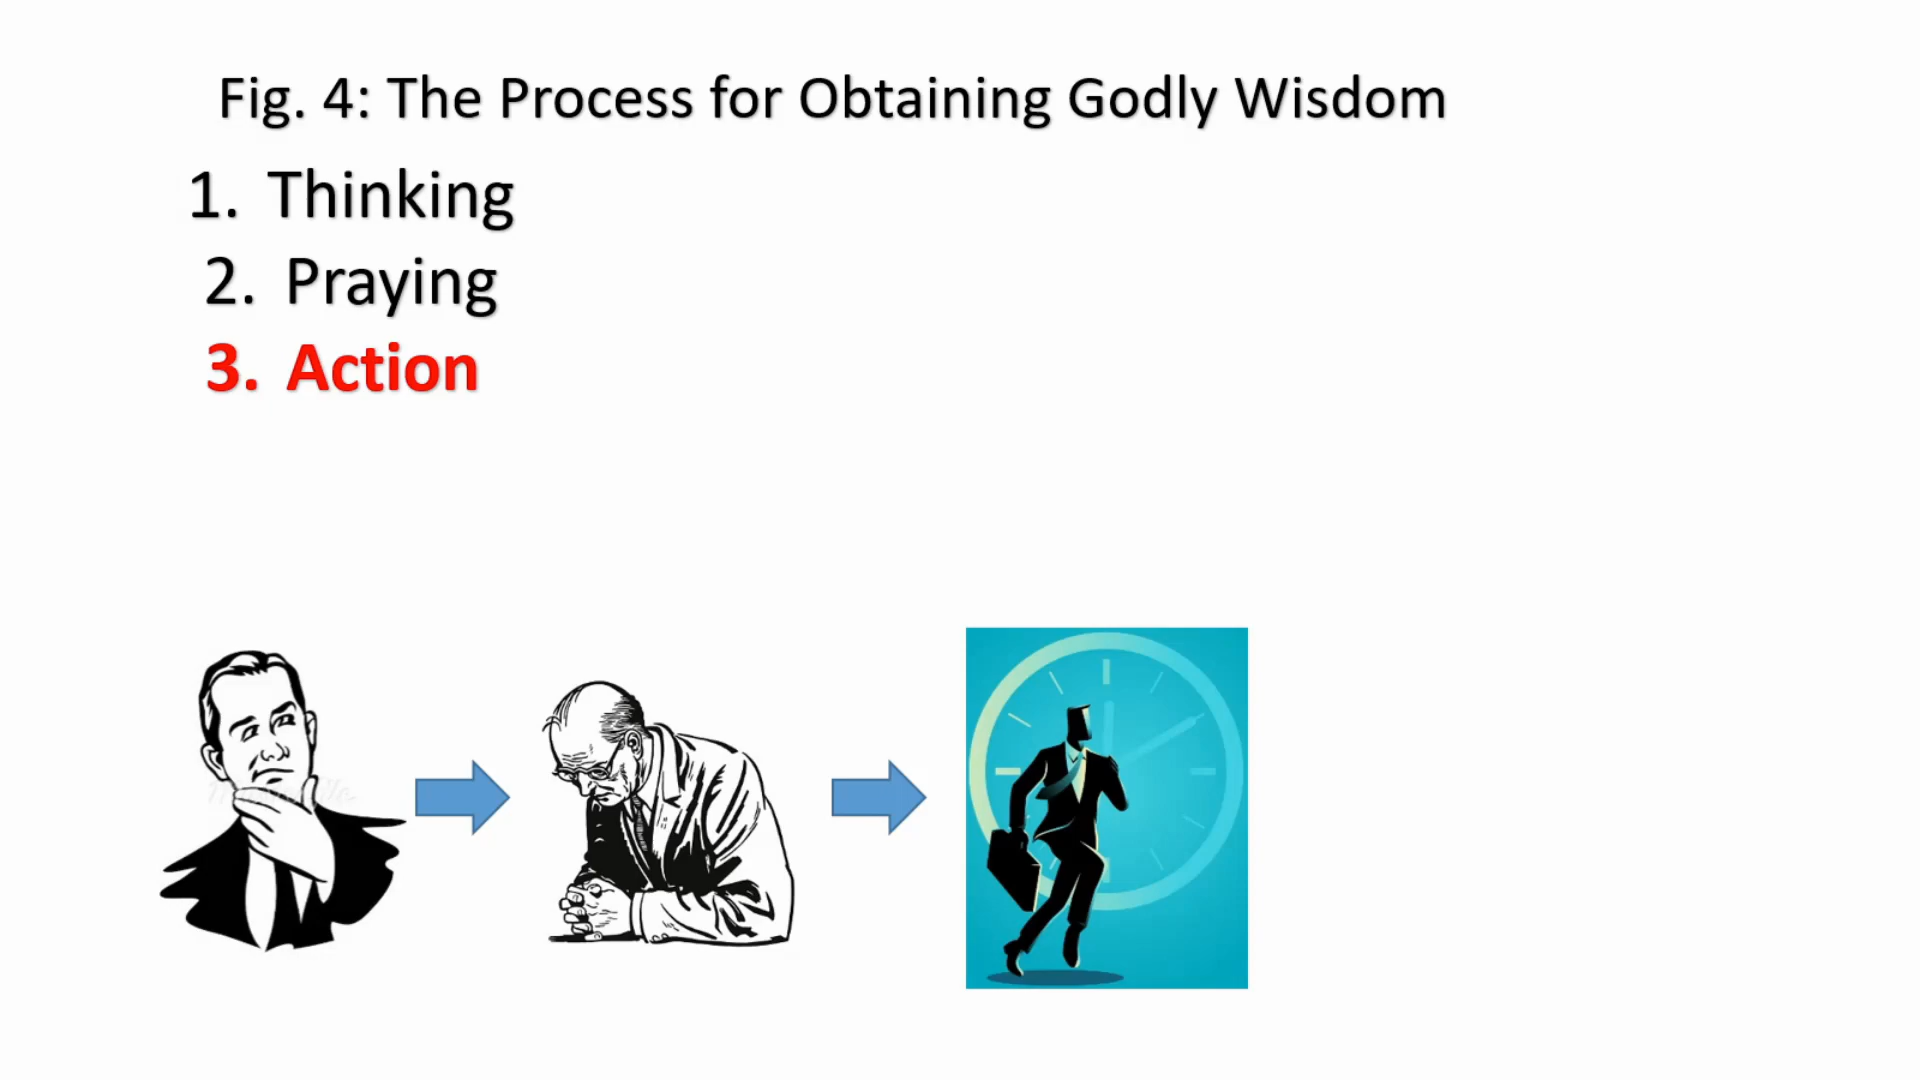 Fig. 4: The Process for Obtaining Godly Wisdom
1. Thinking
2. Praying
3. Action